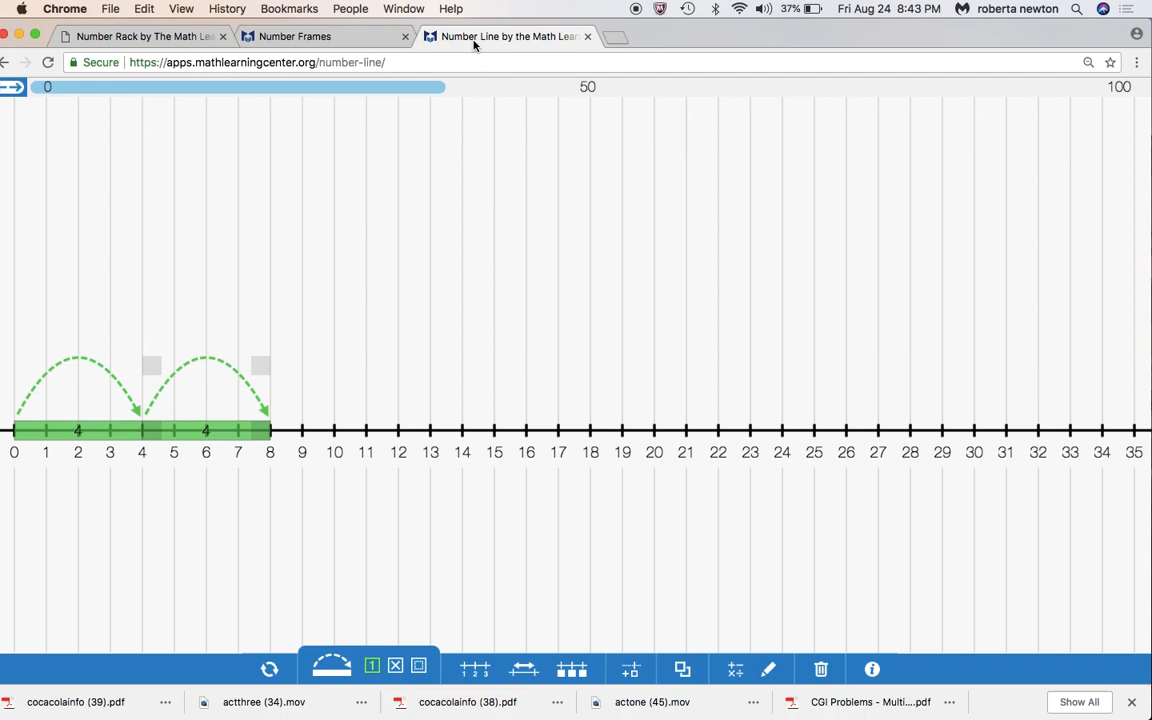 Chrome File Edit View History Bookmarks People Window Help 37% Fri Aug 24 8:43 PM roberta newton
Number Rack by The Math Lea Number Frames Number Line by the Math Lear
Secure https://apps.mathlearningcenter.org/number-line/
0 50 100
4 4
0 1 2 3 4 5 6 7 8 9 10 11 12 13 14 15 16 17 18 19 20 21 22 23 24 25 26 27 28 29 30 31 32 33 34 35
1 1 2 3
cocacolainfo (39).pdf actthree (34).mov cocacolainfo (38).pdf actone (45).mov CGI Problems - Multi....pdf Show All